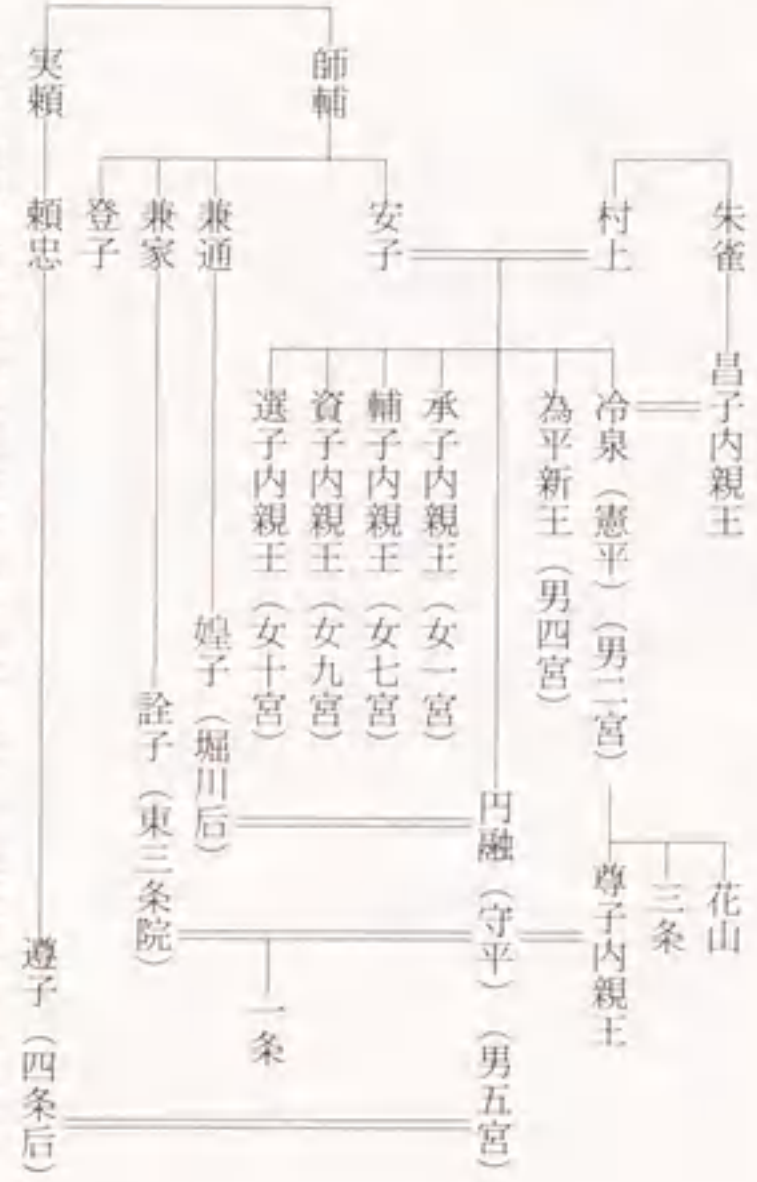 朱雀
昌子内親王
村上
花山
三条
冷泉（憲平）（男二宮）
尊子内親王
為平新王（男四宮）
円融（守平）（男五宮）
承子内親王（女一宮）
安子
輔子内親王（女七宮）
師輔
資子内親王（女九宮）
選子内親王（女十宮）
一条
兼通
媓子（堀川后）
兼家
詮子（東三条院）
登子
実頼
頼忠
遵子（四条后）